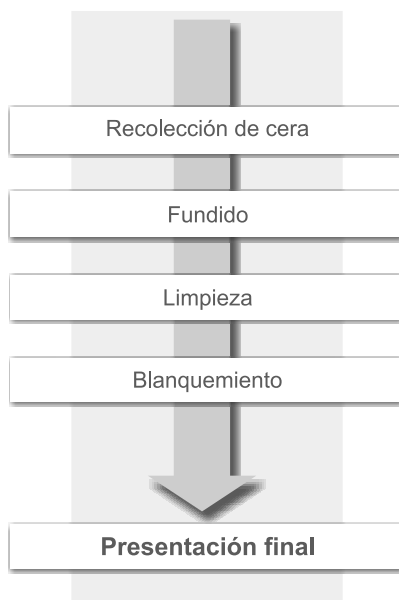 Recolección de cera
Fundido
Limpieza
Blanquemiento
Presentación final